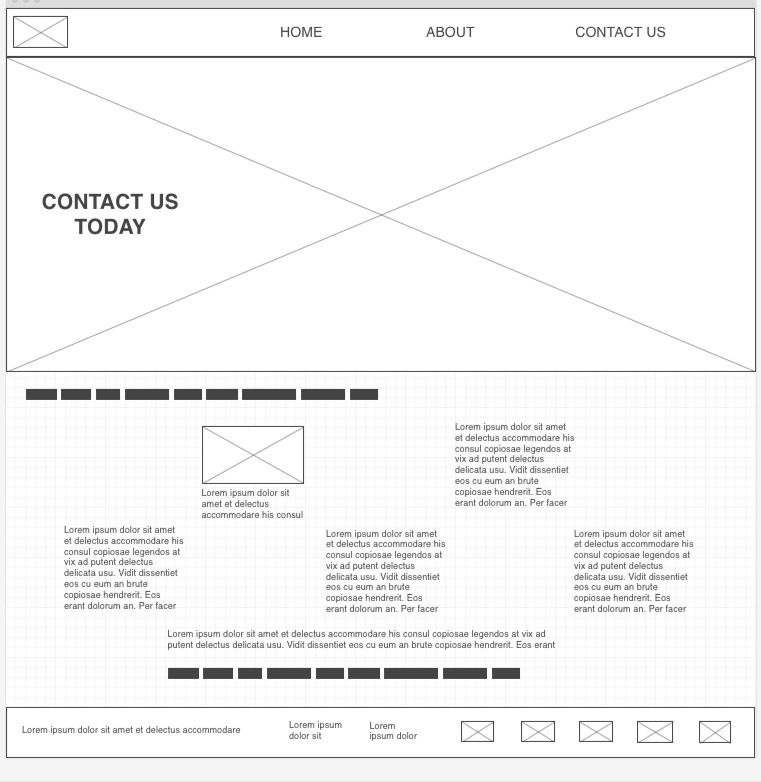 HOME ABOUT CONTACT US
CONTACT US
TODAY
Lorem ipsum dolor sit
amet et delectus
accommodare his consul
Lorem ipsum dolor sit amet
et delectus accommodare his
consul copiosae legendos at
vix ad putent delectus
delicata usu. Vidit dissentiet
eos cu eum an brute
copiosae hendrerit. Eos
erant dolorum an. Per facer
Lorem ipsum dolor sit amet
et delectus accommodare his
consul copiosae legendos at
vix ad putent delectus
delicata usu. Vidit dissentiet
eos cu eum an brute
copiosae hendrerit. Eos
erant dolorum an. Per facer
Lorem ipsum dolor sit amet
et delectus accommodare his
consul copiosae legendos at
vix ad putent delectus
delicata usu. Vidit dissentiet
eos cu eum an brute
copiosae hendrerit. Eos
erant dolorum an. Per facer
Lorem ipsum dolor sit amet
et delectus accommodare his
consul copiosae legendos at
vix ad putent delectus
delicata usu. Vidit dissentiet
eos cu eum an brute
copiosae hendrerit. Eos
erant dolorum an. Per facer
Lorem ipsum dolor sit amet et delectus accommodare his consul copiosae legendos at vix ad
putent delectus delicata usu. Vidit dissentiet eos cu eum an brute copiosae hendrerit. Eos erant
Lorem ipsum dolor sit amet et delectus accommodare
Lorem ipsum
dolor sit
Lorem
ipsum dolor